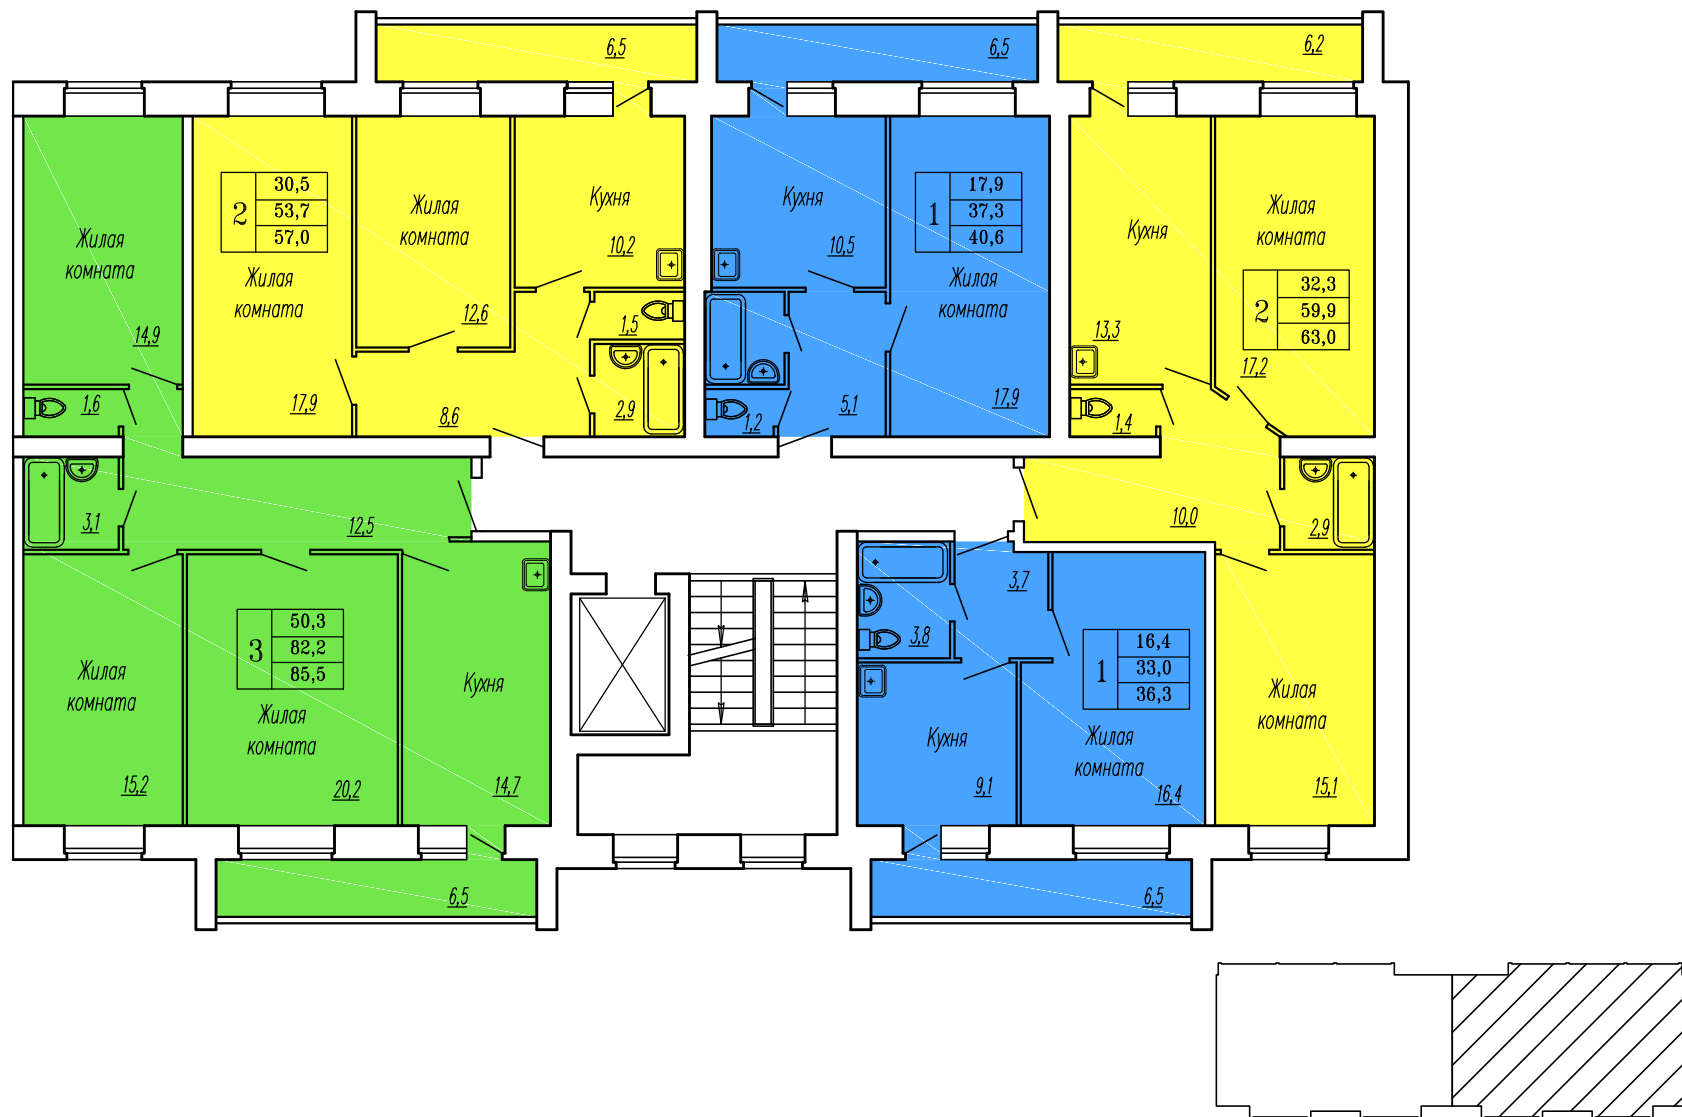 6,5
6,5
6,2
2
30,5
53,7
57,0
Жилая
комната
17,9
Жилая
комната
14,9
1,6
Жилая
комната
12,6
Кухня
10,2
1,5
2,9
8,6
Кухня
10,5
1
17,9
37,3
40,6
Жилая
комната
17,9
1,2
5,1
Кухня
13,3
1,4
Жилая
комната
2
32,3
59,9
63,0
17,2
3,1
12,5
10,0
2,9
Жилая
комната
15,2
3
50,3
82,2
85,5
Жилая
комната
20,2
Кухня
14,7
6,5
3,7
3,8
Кухня
9,1
1
16,4
33,0
36,3
Жилая
комната
16,4
6,5
Жилая
комната
15,1